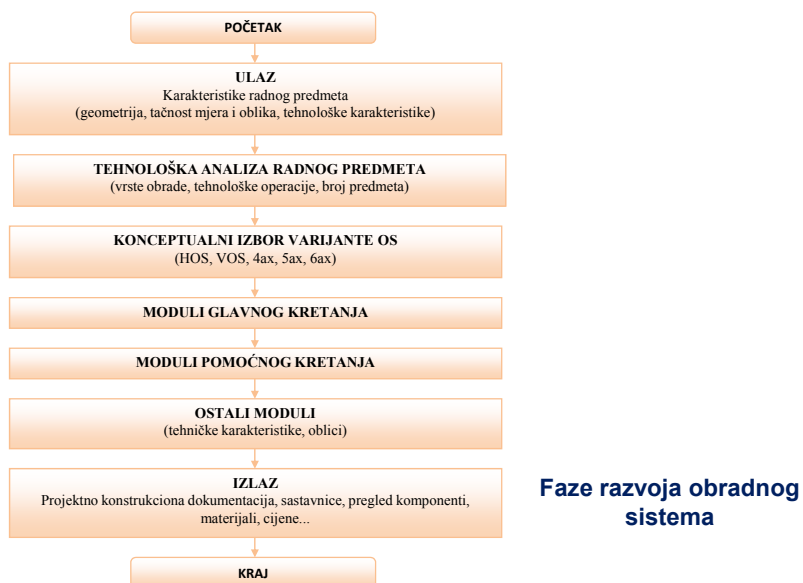 POČETAK
ULAZ
Karakteristike radnog predmeta
(geometrija, tačnost mjera i oblika, tehnološke karakteristike)
TEHNOLOŠKA ANALIZA RADNOG PREDMETA
(vrste obrade, tehnološke operacije, broj predmeta)
KONCEPTUALNI IZBOR VARIJANTE OS
(HOS, VOS, 4ax, 5ax, 6ax)
MODULI GLAVNOG KRETANJA
MODULI POMOĆNOG KRETANJA
OSTALI MODULI
(tehničke karakteristike, oblici)
IZLAZ
Projektno konstrukciona dokumentacija, sastavnice, pregled komponenti,
materijali, cijene...
KRAJ
Faze razvoja obradnog
sistema